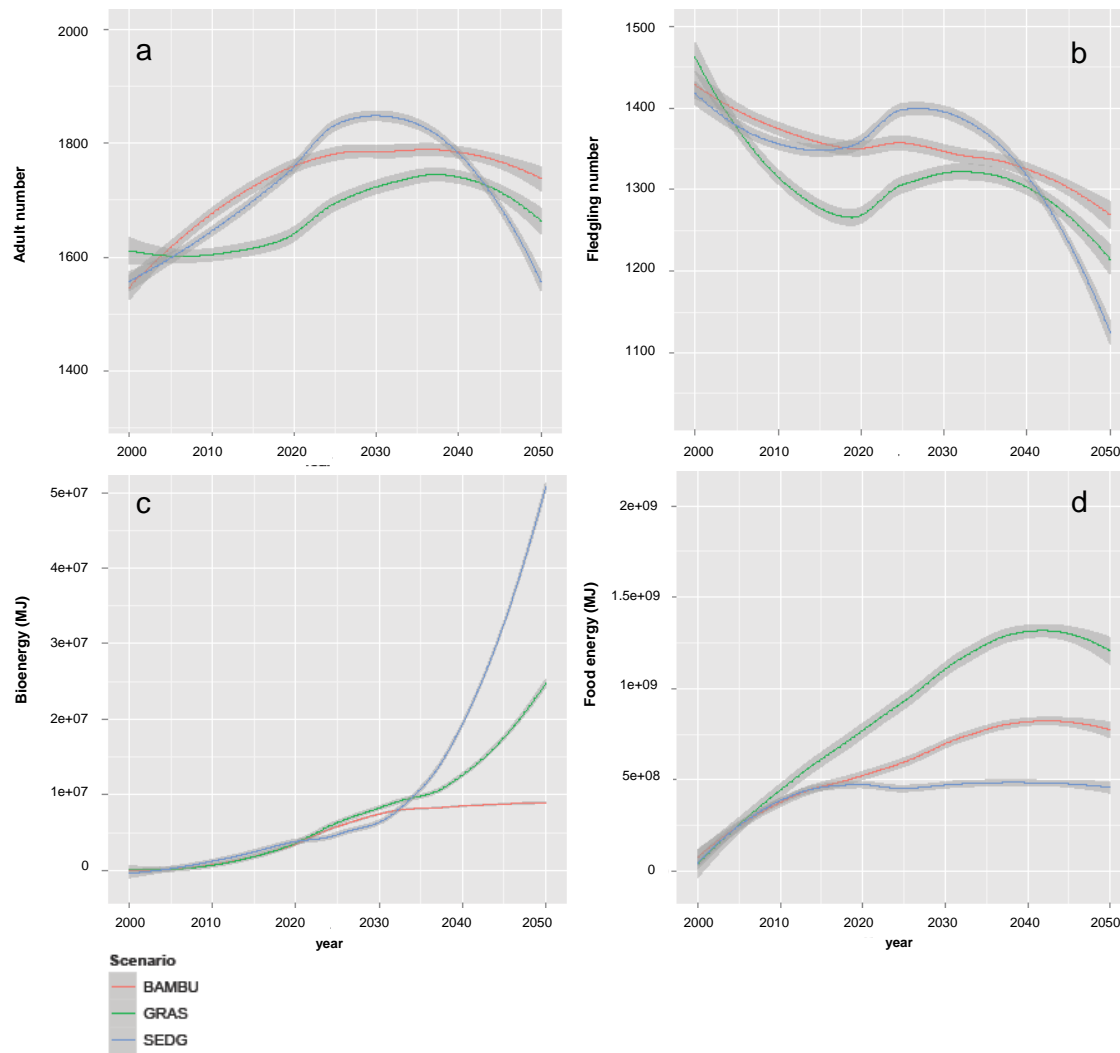 a
2000
1800
1600
1400
Adult number
2000 2010 2020 2030 2040 2050
b
1500
1400
1300
1200
1100
Fledgling number
2000 2010 2020 2030 2040 2050
c
5e+07
4e+07
3e+07
2e+07
1e+07
0
Bioenergy (MJ)
2000 2010 2020 2030 2040 2050
year
d
2e+09
1.5e+09
1e+09
5e+08
0
Food energy (MJ)
2000 2010 2020 2030 2040 2050
year
Scenario
BAMBU
GRAS
SEDG